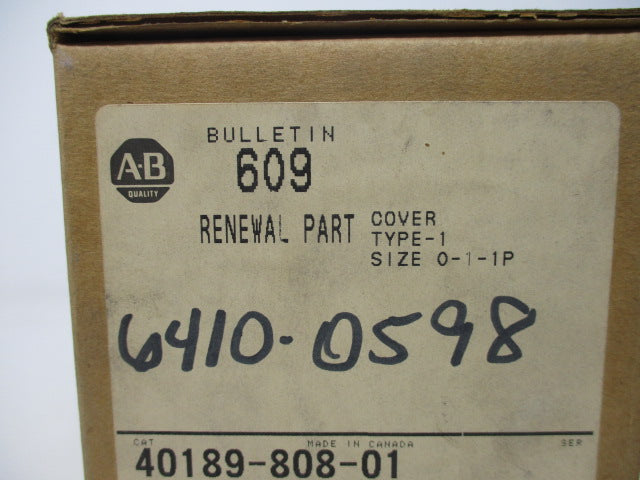 A-B
QUALITY
BULLETIN
609
RENEWAL PART
COVER
TYPE-1
SIZE 0-1-1P
6410-0598
CAT
MADE IN CANADA
SER
40189-808-01